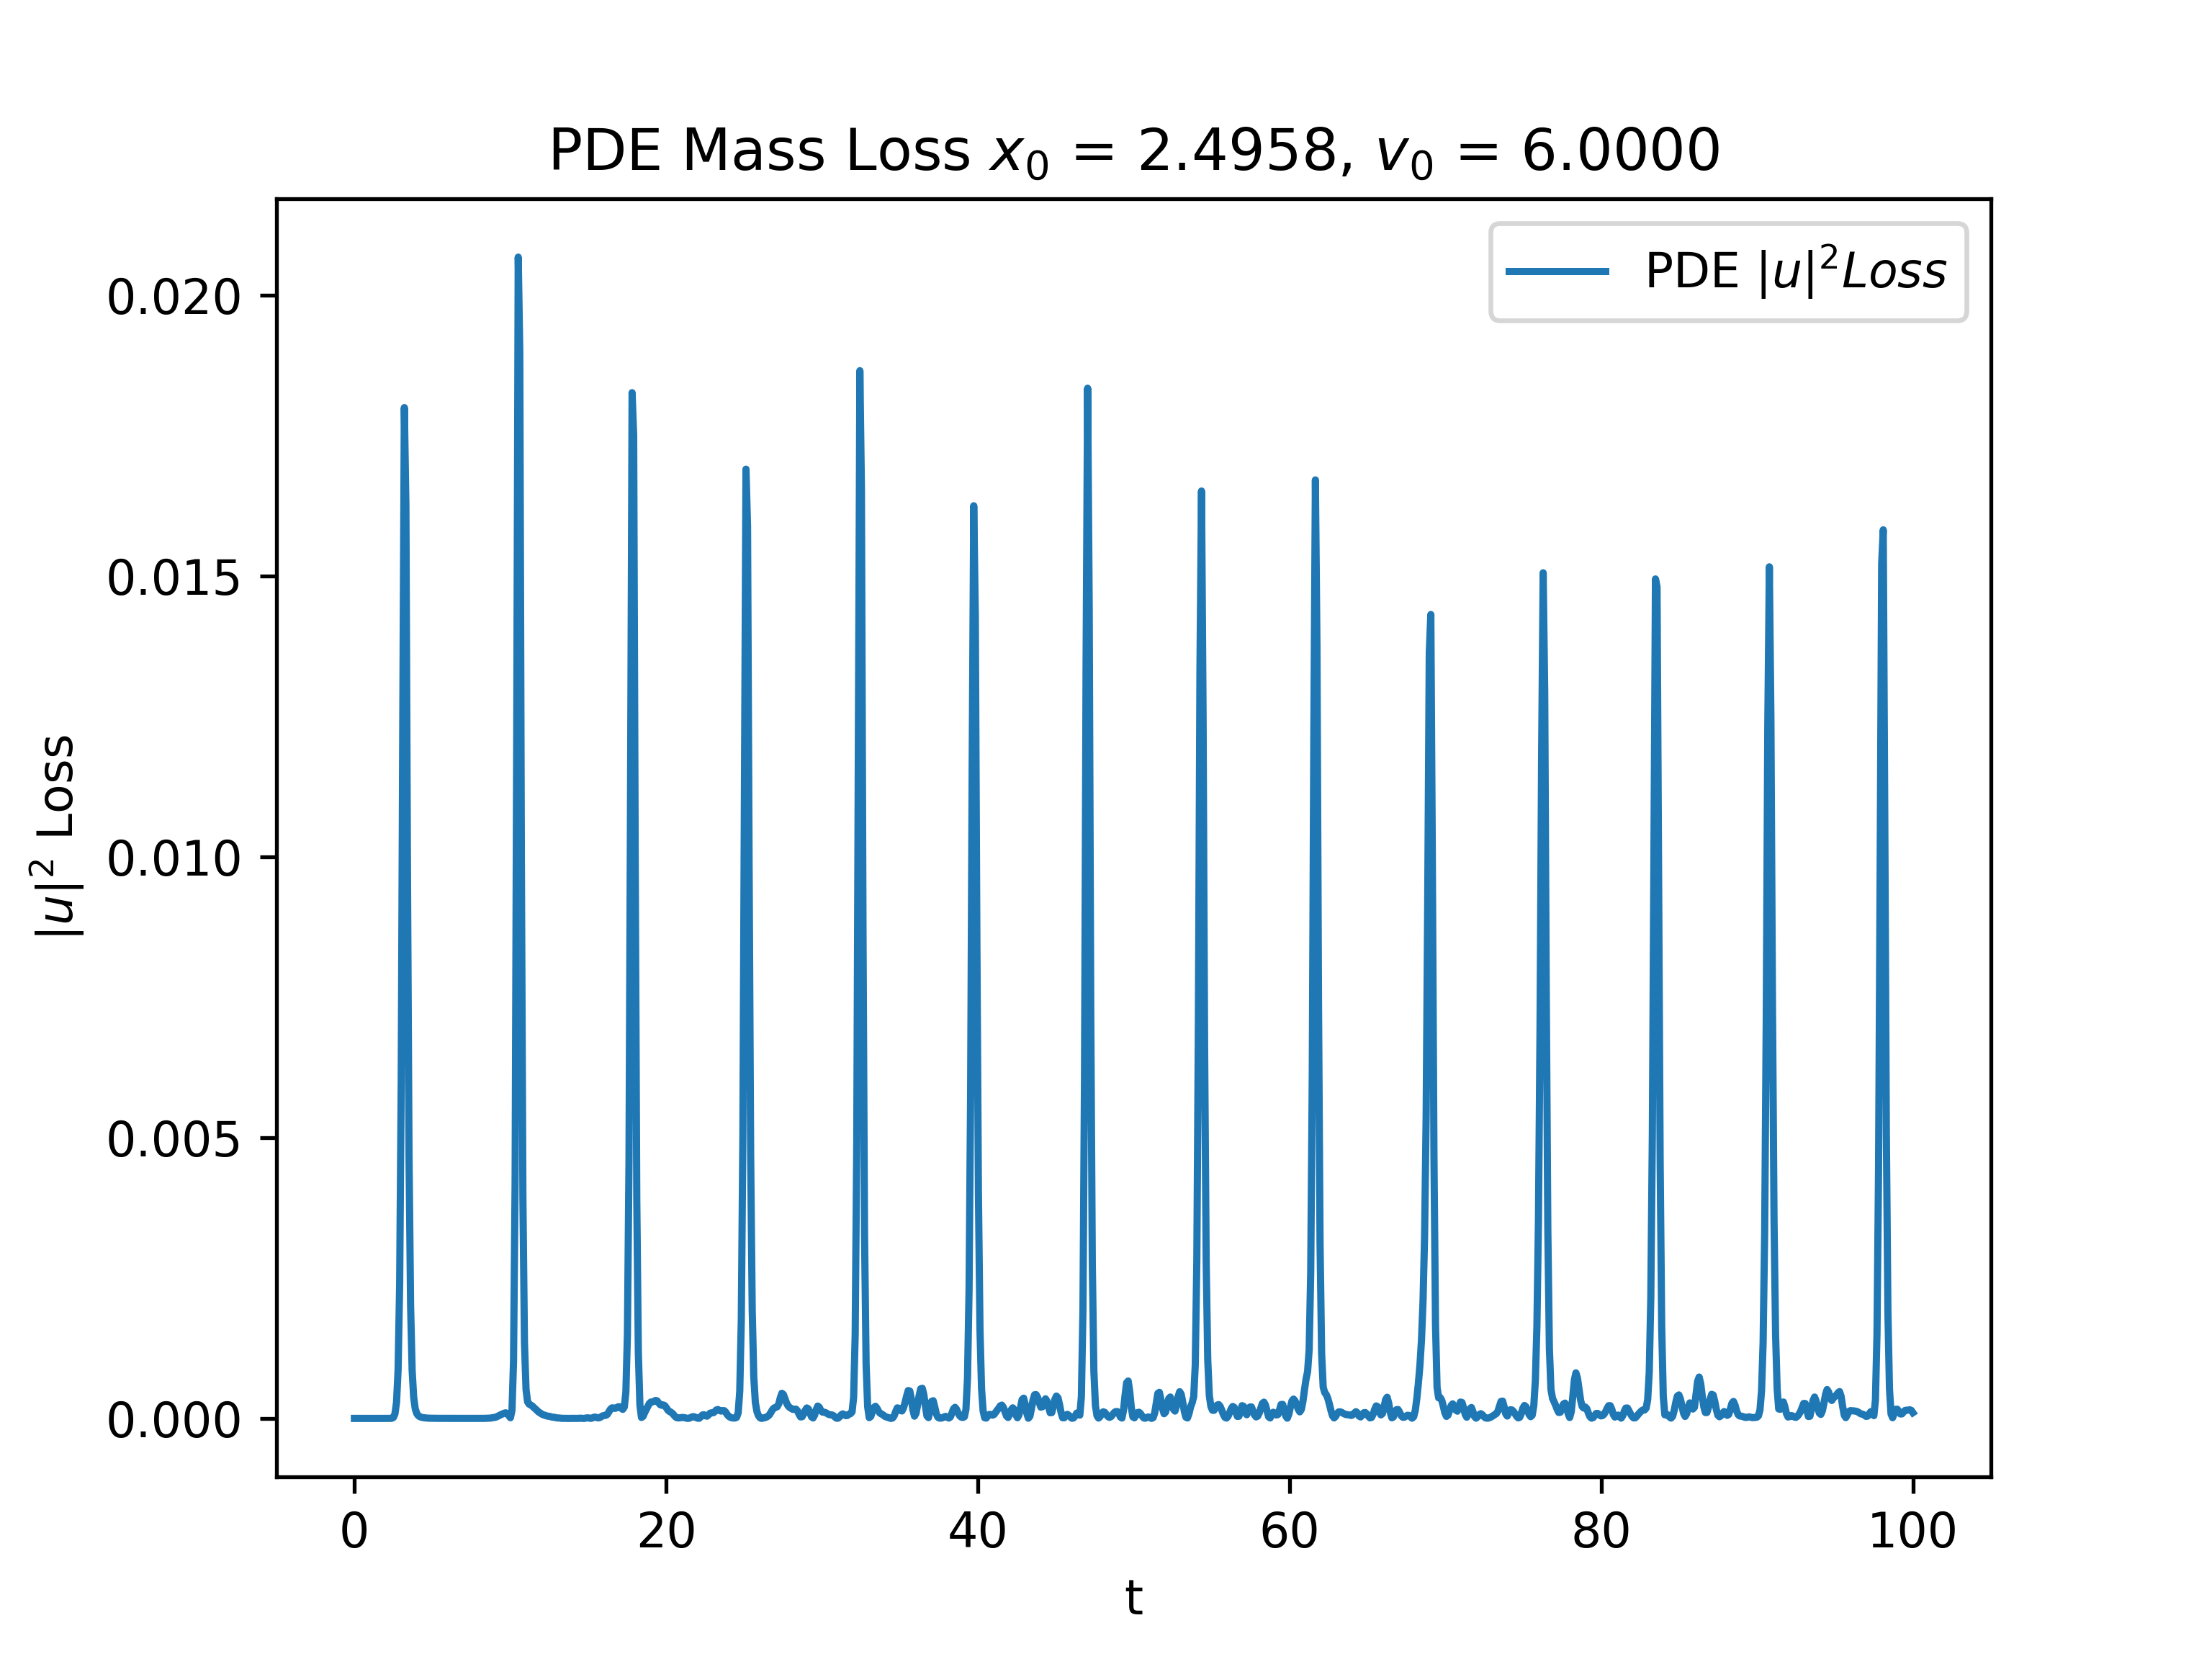 PDE Mass Loss x₀ = 2.4958, v₀ = 6.0000
PDE |u|²Loss
|u|² Loss
0.020
0.015
0.010
0.005
0.000
0 20 40 60 80 100
t